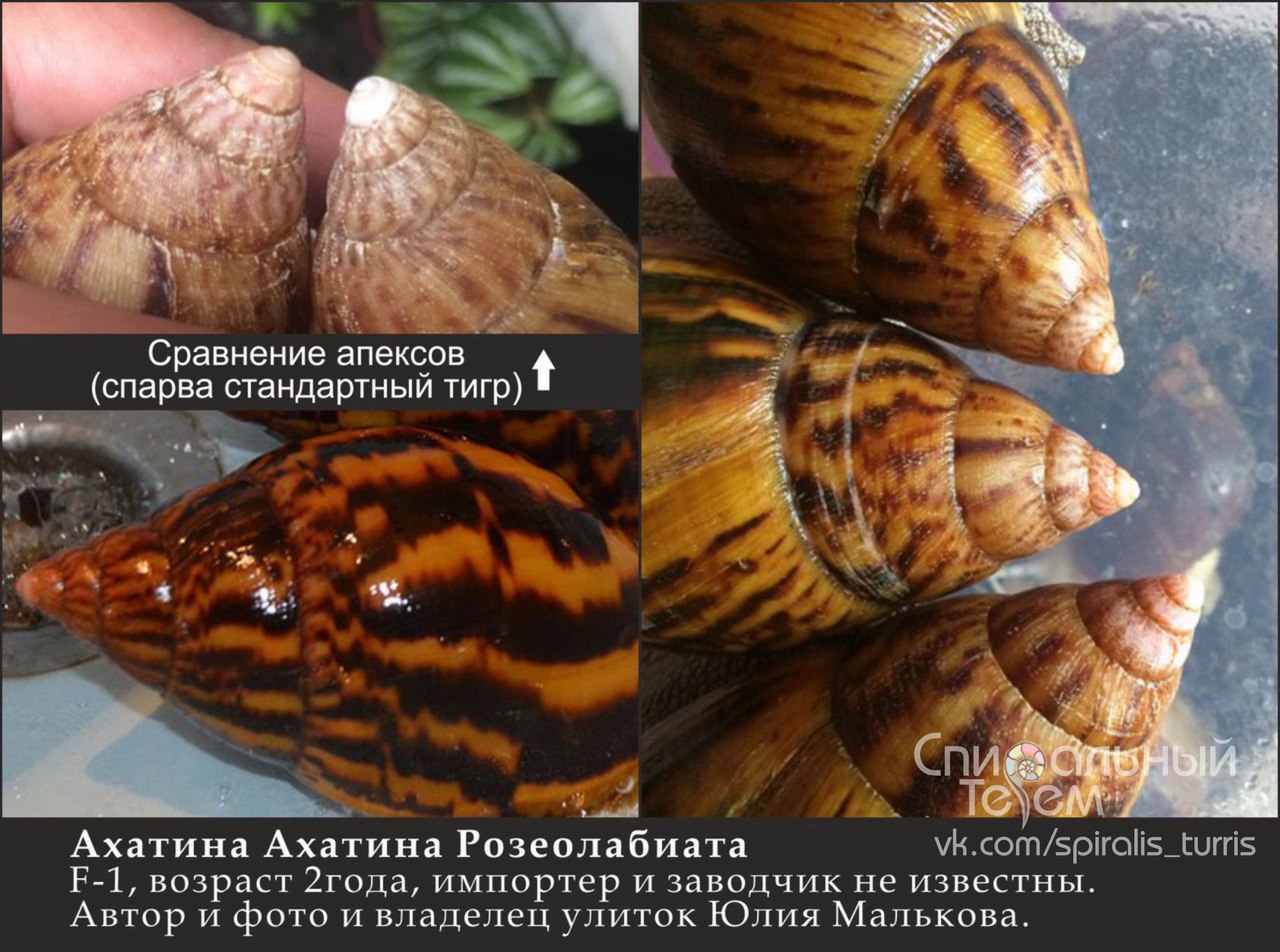 Сравнение апексов
(спарва стандартный тигр)
Спиральный
Терем
vk.com/spiralis_turris
Ахатина Ахатина Розеолабиата
F-1, возраст 2года, импортер и заводчик не известны.
Автор и фото и владелец улиток Юлия Малькова.